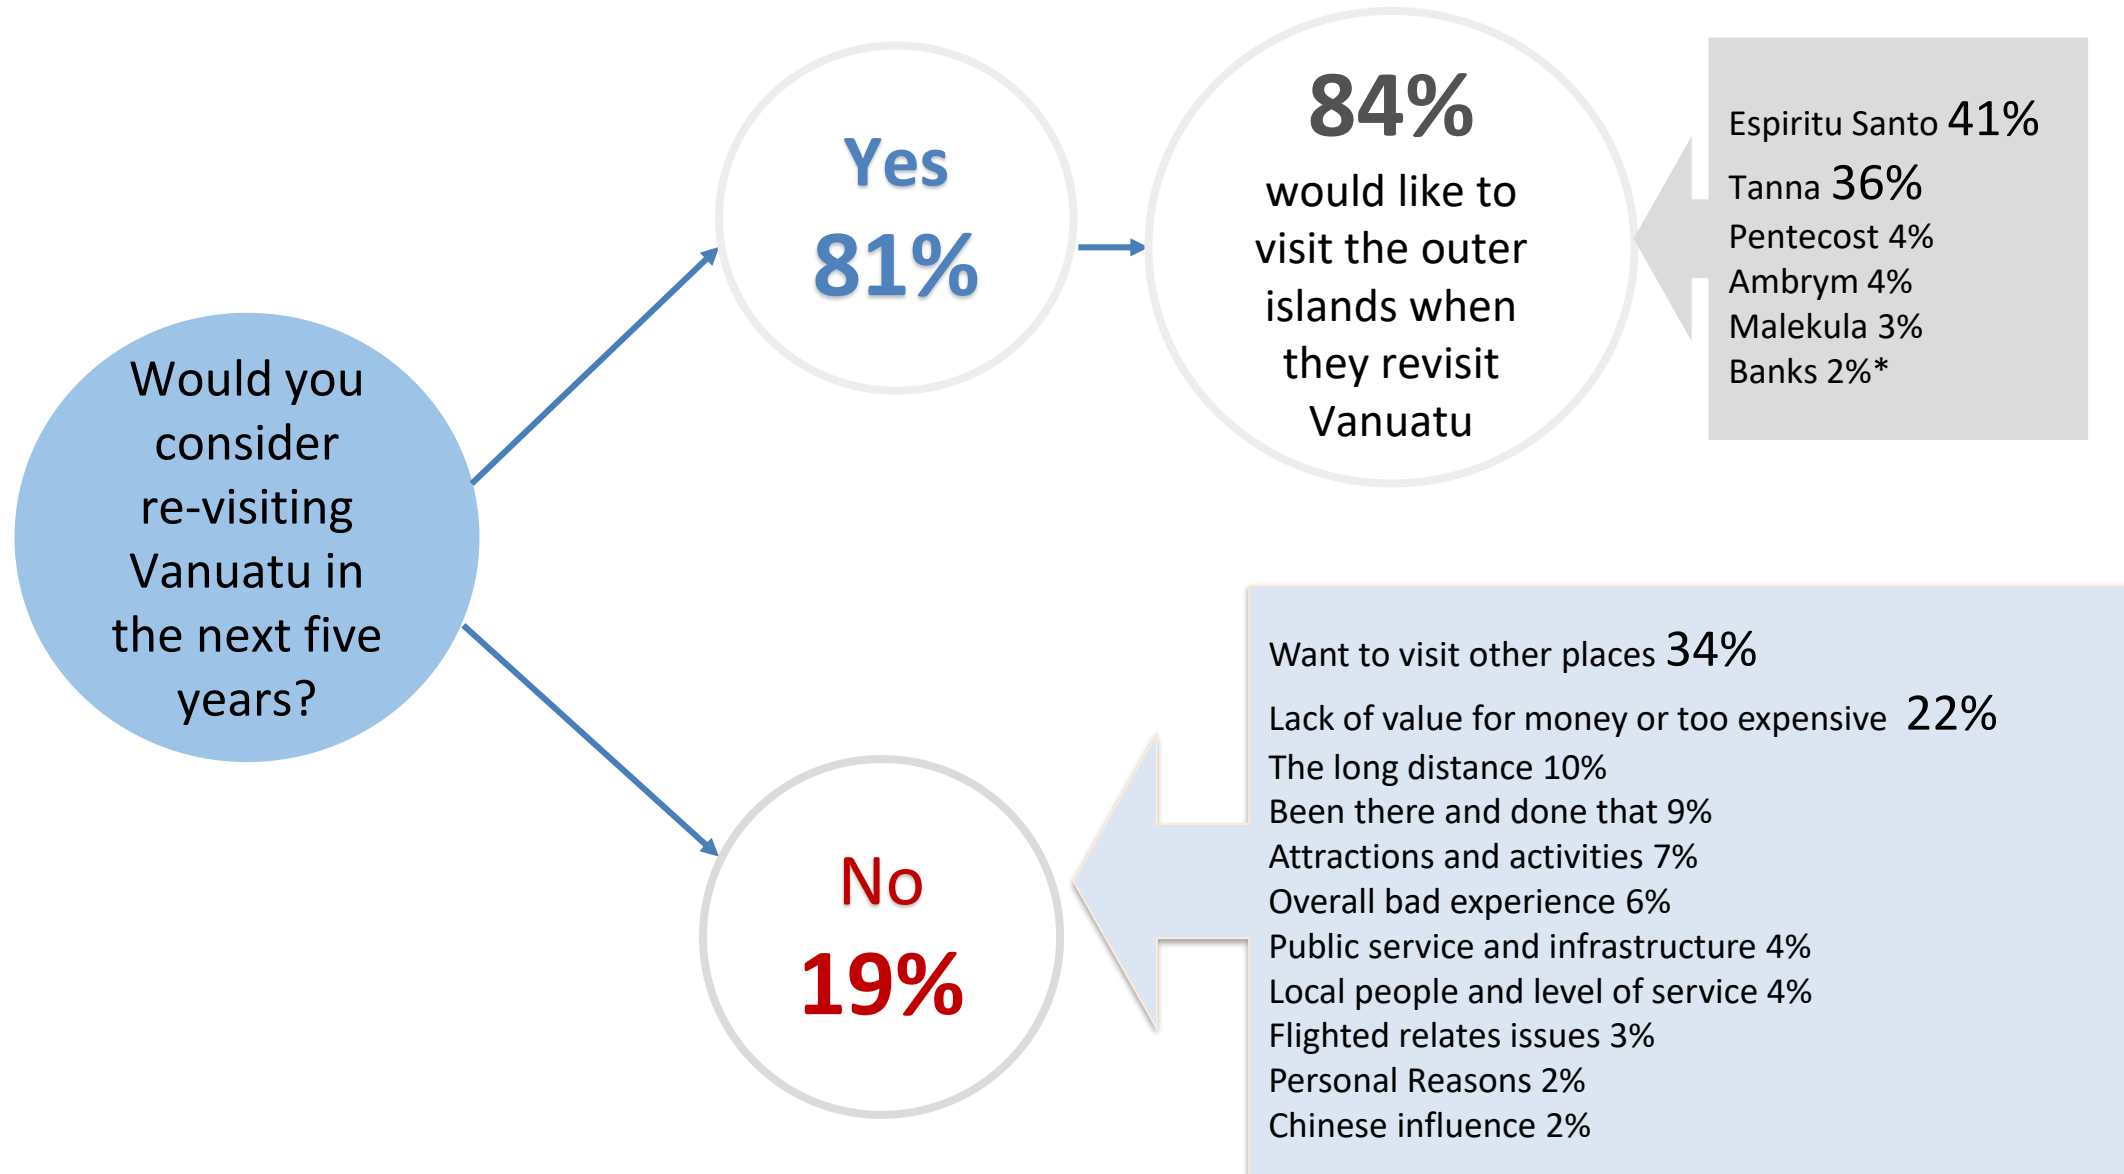 Would you
consider
re-visiting
Vanuatu in
the next five
years?
Yes
81%
84%
would like to
visit the outer
islands when
they revisit
Vanuatu
Espiritu Santo 41%
Tanna 36%
Pentecost 4%
Ambrym 4%
Malekula 3%
Banks 2%*
No
19%
Want to visit other places 34%
Lack of value for money or too expensive 22%
The long distance 10%
Been there and done that 9%
Attractions and activities 7%
Overall bad experience 6%
Public service and infrastructure 4%
Local people and level of service 4%
Flighted relates issues 3%
Personal Reasons 2%
Chinese influence 2%